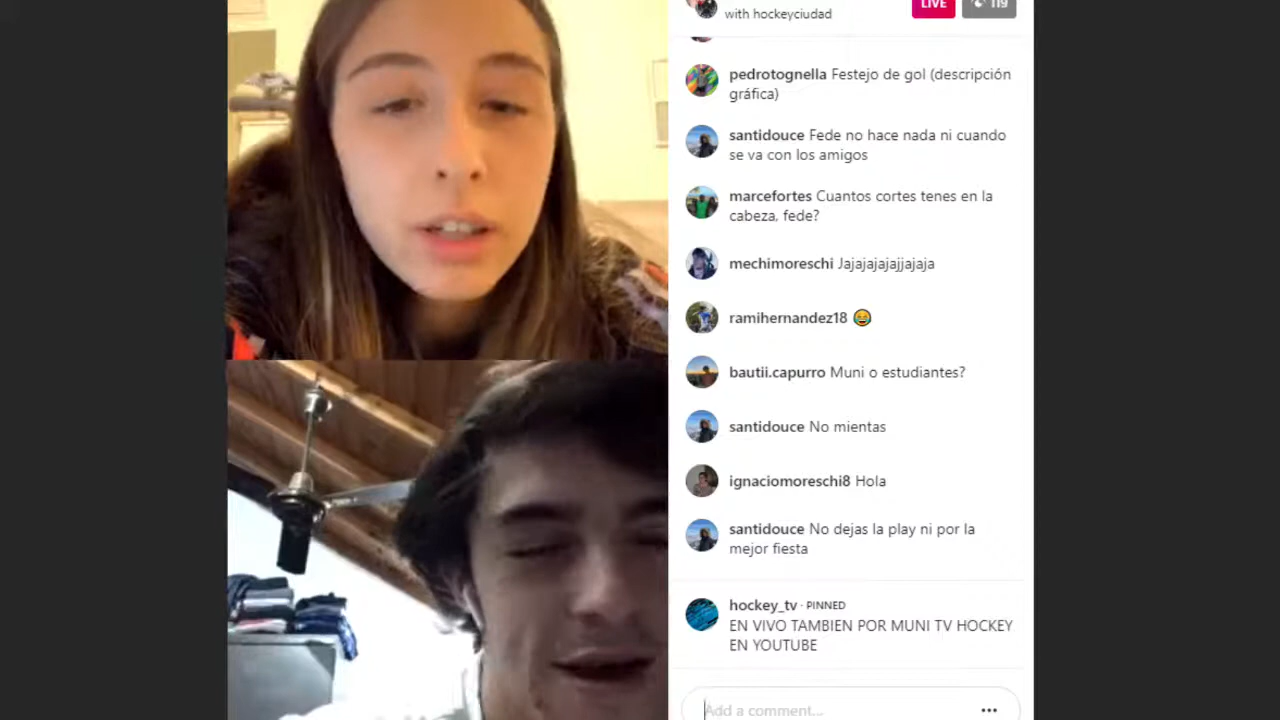 with hockeyciudad
LIVE
119
pedrotognella Festejo de gol (descripción
gráfica)
santidouce Fede no hace nada ni cuando
se va con los amigos
marcefortes Cuantos cortes tenes en la
cabeza, fede?
mechimoreschi Jajajajajajjajaja
ramihernandez18 😂
bautii.capurro Muni o estudiantes?
santidouce No mientas
ignaciomoreschi8 Hola
santidouce No dejas la play ni por la
mejor fiesta
hockey_tv · PINNED
EN VIVO TAMBIEN POR MUNI TV HOCKEY
EN YOUTUBE
Add a comment...